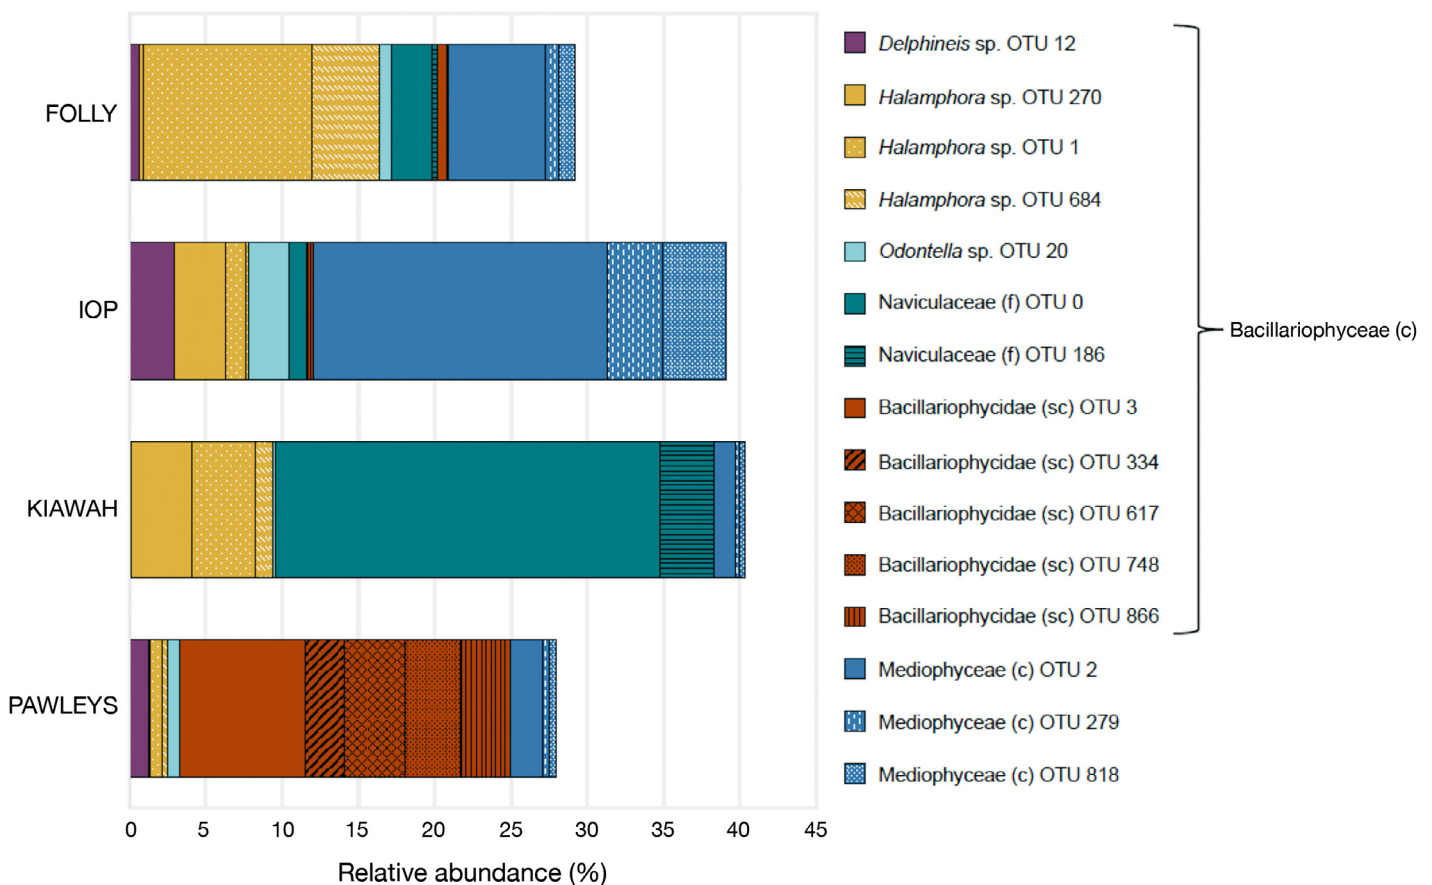 FOLLY
IOP
KIAWAH
PAWLEYS
0 5 10 15 20 25 30 35 40 45
Relative abundance (%)
Delphineis sp. OTU 12
Halamphora sp. OTU 270
Halamphora sp. OTU 1
Halamphora sp. OTU 684
Odontella sp. OTU 20
Naviculaceae (f) OTU 0
Naviculaceae (f) OTU 186
Bacillariophycidae (sc) OTU 3
Bacillariophycidae (sc) OTU 334
Bacillariophycidae (sc) OTU 617
Bacillariophycidae (sc) OTU 748
Bacillariophycidae (sc) OTU 866
Mediophyceae (c) OTU 2
Mediophyceae (c) OTU 279
Mediophyceae (c) OTU 818
Bacillariophyceae (c)